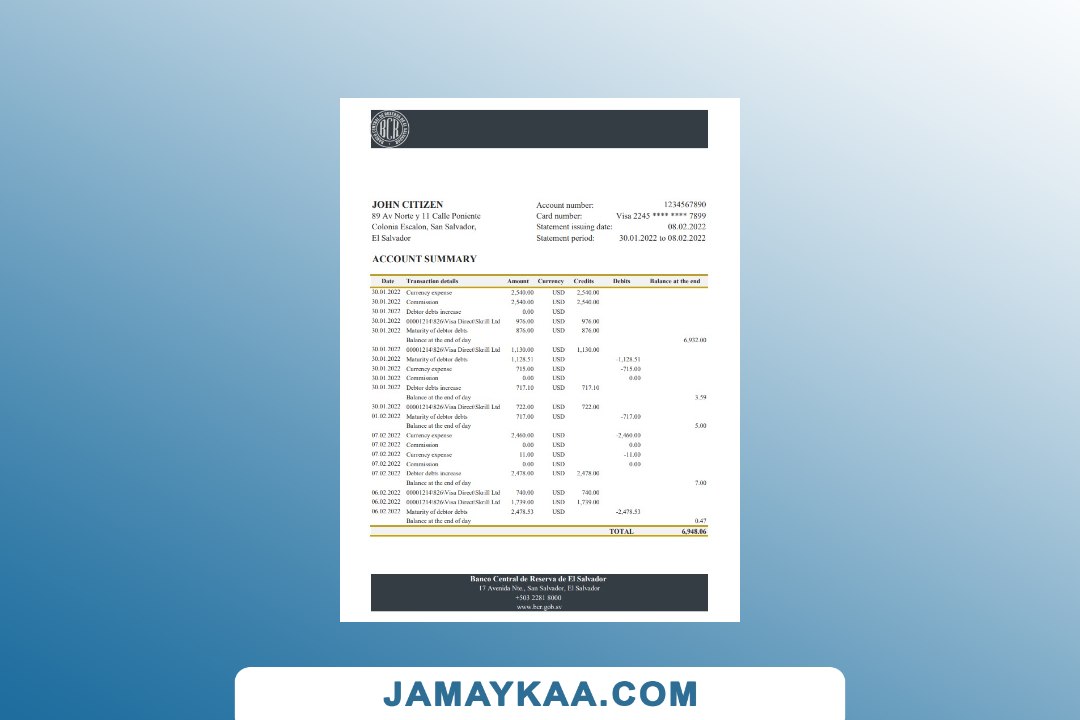 BANCO CENTRAL DE RESERVA DE EL SALVADOR
BCR
JOHN CITIZEN
89 Av Norte y 11 Calle Poniente
Colonia Escalon, San Salvador,
El Salvador
Account number: 1234567890
Card number: Visa 2245 **** **** 7899
Statement issuing date: 08.02.2022
Statement period: 30.01.2022 to 08.02.2022
ACCOUNT SUMMARY
Date Transaction details Amount Currency Credits Debits Balance at the end
30.01.2022 Currency expense 2,540.00 USD 2,540.00
30.01.2022 Commission 2,540.00 USD 2,540.00
30.01.2022 Debtor debts increase 0.00 USD
30.01.2022 00001214\826\Visa Direct\Skrill Ltd 976.00 USD 976.00
30.01.2022 Maturity of debtor debts 876.00 USD 876.00
Balance at the end of day 6,932.00
30.01.2022 00001214\826\Visa Direct\Skrill Ltd 1,130.00 USD 1,130.00
30.01.2022 Maturity of debtor debts 1,128.51 USD -1,128.51
30.01.2022 Currency expense 715.00 USD -715.00
30.01.2022 Commission 0.00 USD 0.00
30.01.2022 Debtor debts increase 717.10 USD 717.10
Balance at the end of day 3.59
30.01.2022 00001214\826\Visa Direct\Skrill Ltd 722.00 USD 722.00
01.02.2022 Maturity of debtor debts 717.00 USD -717.00
Balance at the end of day 5.00
07.02.2022 Currency expense 2,460.00 USD -2,460.00
07.02.2022 Commission 0.00 USD 0.00
07.02.2022 Currency expense 11.00 USD -11.00
07.02.2022 Commission 0.00 USD 0.00
07.02.2022 Debtor debts increase 2,478.00 USD 2,478.00
Balance at the end of day 7.00
06.02.2022 00001214\826\Visa Direct\Skrill Ltd 740.00 USD 740.00
06.02.2022 00001214\826\Visa Direct\Skrill Ltd 1,739.00 USD 1,739.00
06.02.2022 Maturity of debtor debts 2,478.53 USD -2,478.53
Balance at the end of day 0.47
TOTAL 6,948.06
Banco Central de Reserva de El Salvador
17 Avenida Nte., San Salvador, El Salvador
+503 2281 8000
www.bcr.gob.sv
JAMAYKAA.COM